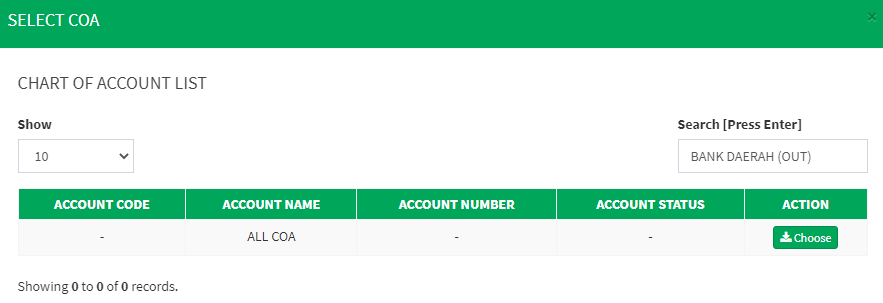 SELECT COA
×
CHART OF ACCOUNT LIST
Show
10
Search [Press Enter]
BANK DAERAH (OUT)
ACCOUNT CODE ACCOUNT NAME ACCOUNT NUMBER ACCOUNT STATUS ACTION
- ALL COA - - Choose
Showing 0 to 0 of 0 records.